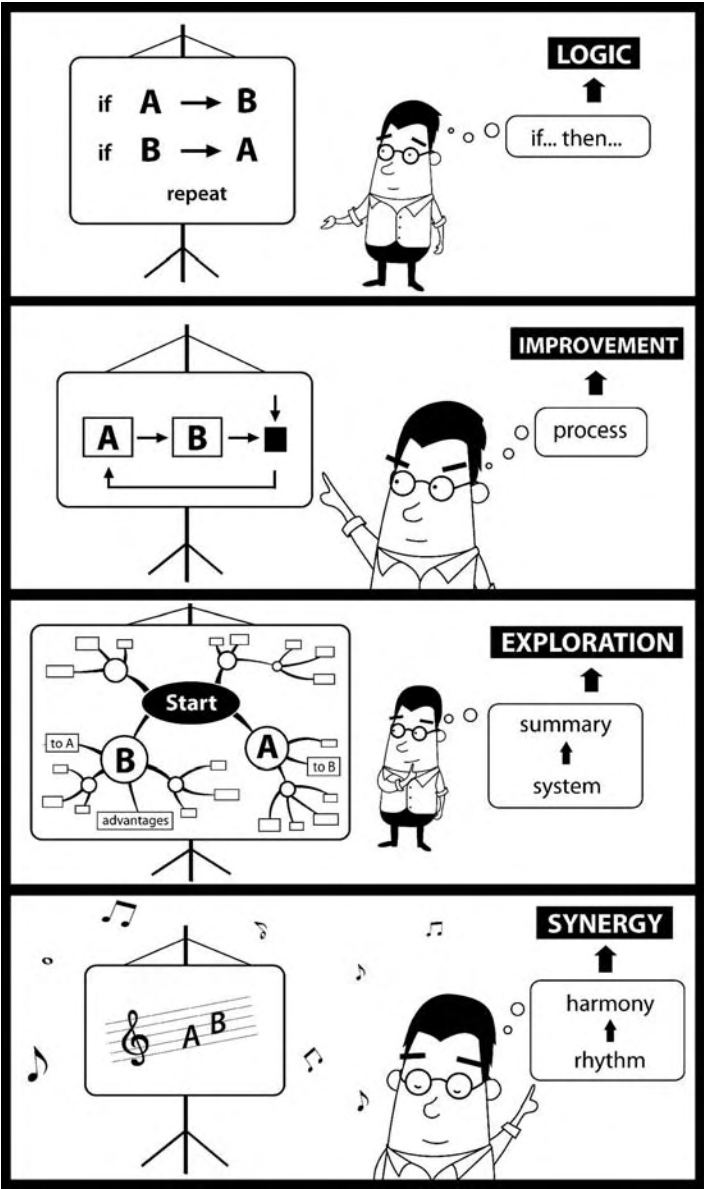 if A → B
if B → A
repeat
LOGIC
if... then...
A → B →
IMPROVEMENT
process
Start
B
A
to A
to B
advantages
EXPLORATION
summary
system
A B
SYNERGY
harmony
rhythm